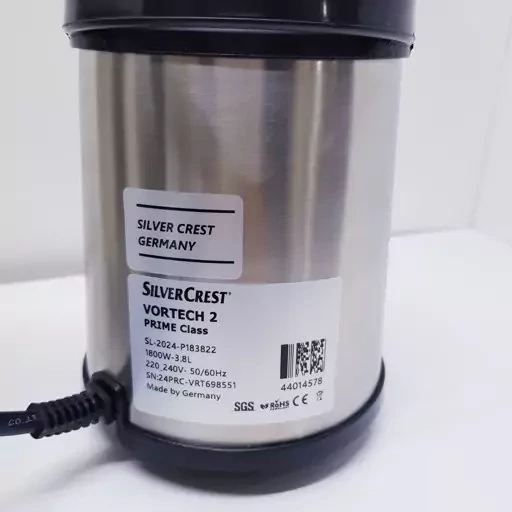 SILVER CREST
GERMANY
SILVERCREST®
VORTECH 2
PRIME Class
SL-2024-P183822
1800W-3.8L
220_240V- 50/60Hz
SN:24PRC-VRT698551
Made by Germany
44014578
SGS RoHS CE